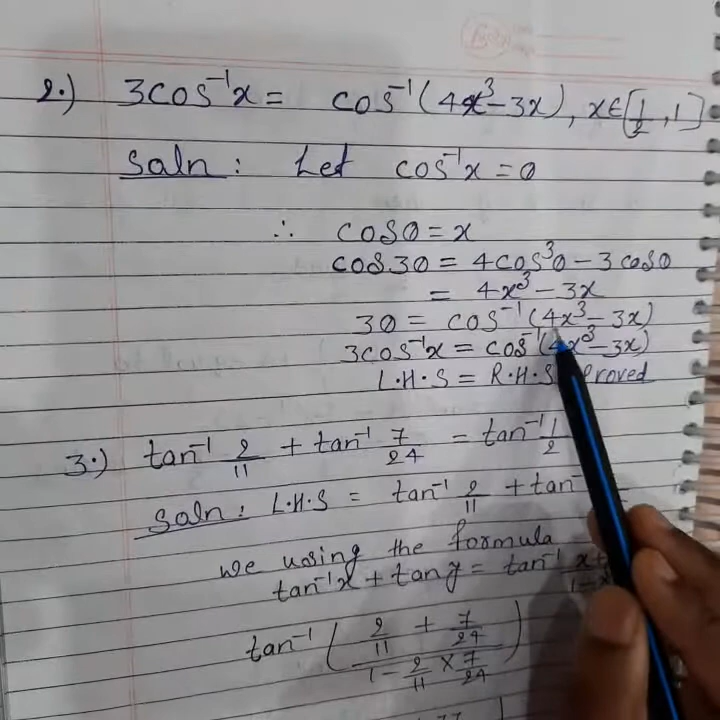 2.) 3cos⁻¹x = cos⁻¹(4x³-3x), x∈[1/2, 1]
Soln: Let cos⁻¹x = θ
∴ cosθ = x
cos3θ = 4cos³θ - 3cosθ
= 4x³ - 3x
3θ = cos⁻¹(4x³-3x)
3cos⁻¹x = cos⁻¹(4x³-3x)
L.H.S = R.H.S Proved
3.) tan⁻¹ 2/11 + tan⁻¹ 7/24 = tan⁻¹ 1/2
Soln: L.H.S = tan⁻¹ 2/11 + tan⁻¹
we using the formula
tan⁻¹x + tan y = tan⁻¹
tan⁻¹ ( (2/11 + 7/24) / (1 - 2/11 × 7/24) )